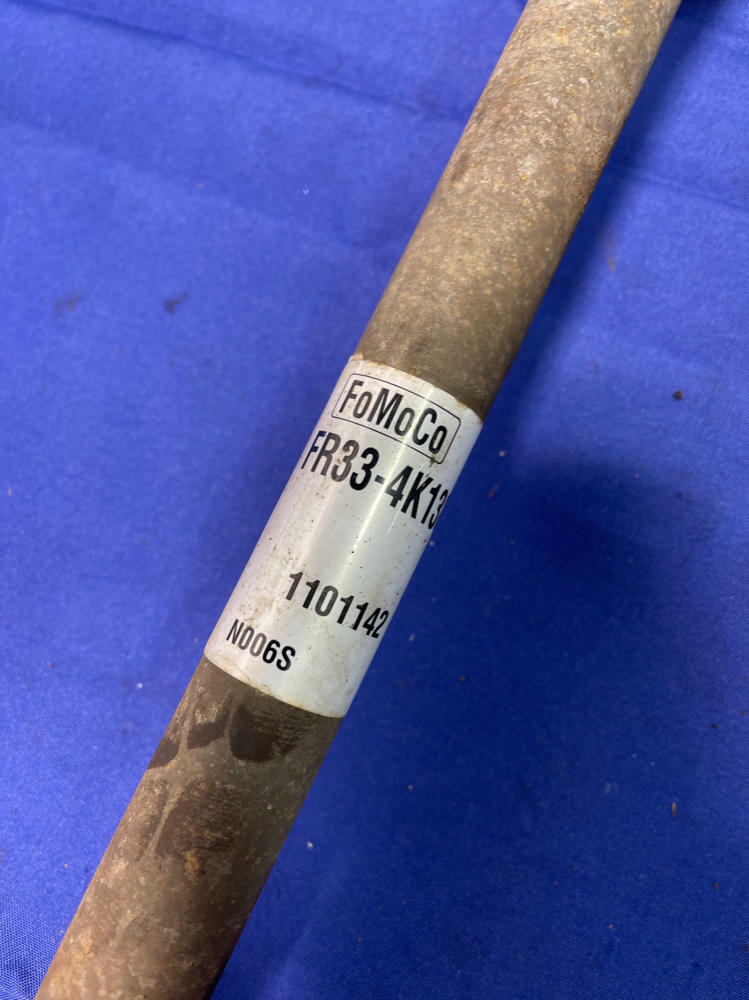 FoMoCo
FR33-4K13
1101142
N006S